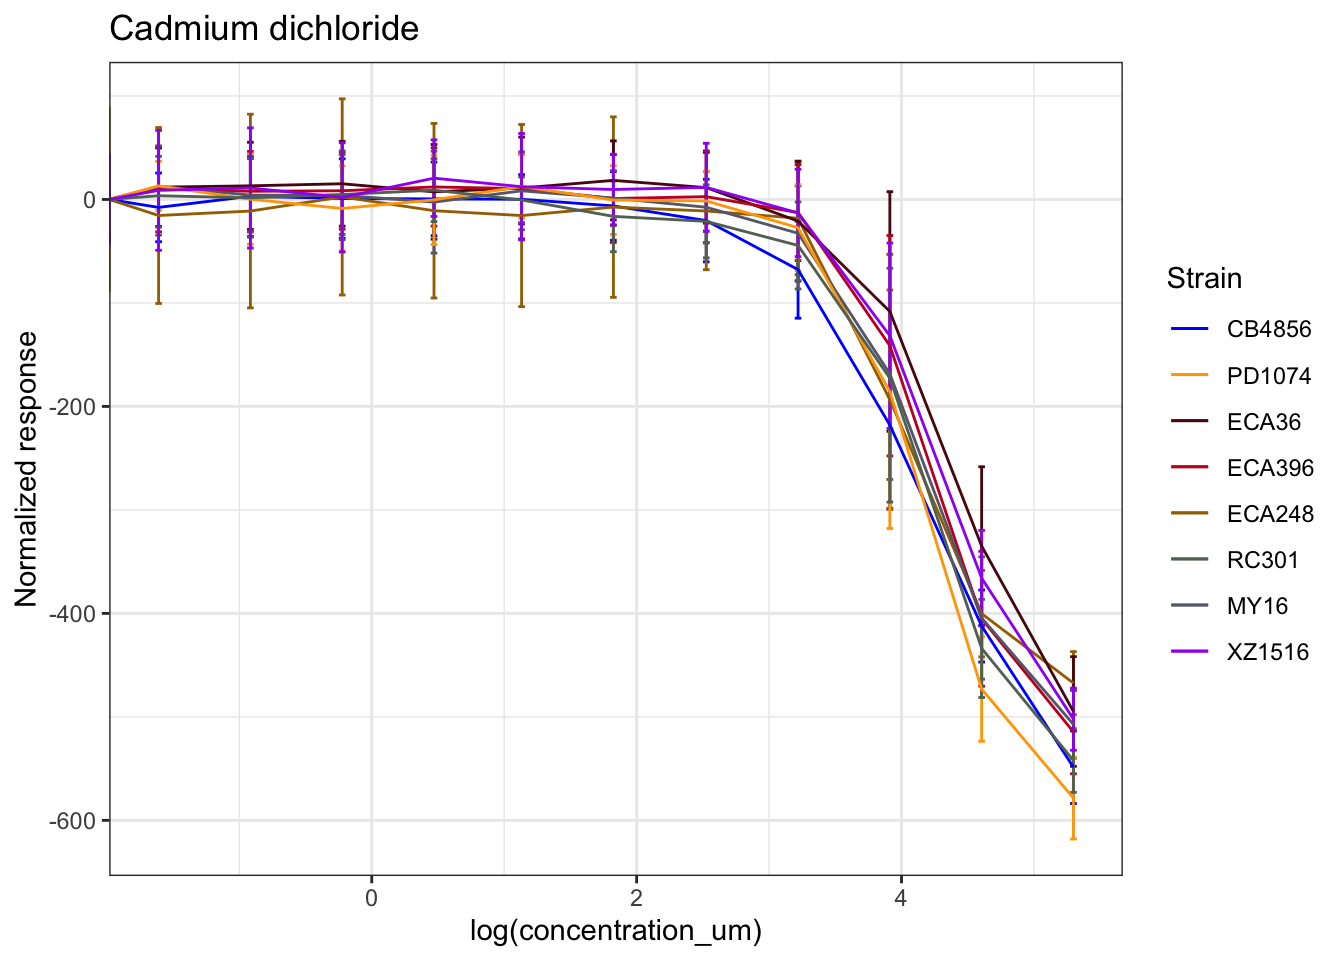 Cadmium dichloride
Normalized response
0
-200
-400
-600
0
2
4
log(concentration_um)
Strain
CB4856
PD1074
ECA36
ECA396
ECA248
RC301
MY16
XZ1516